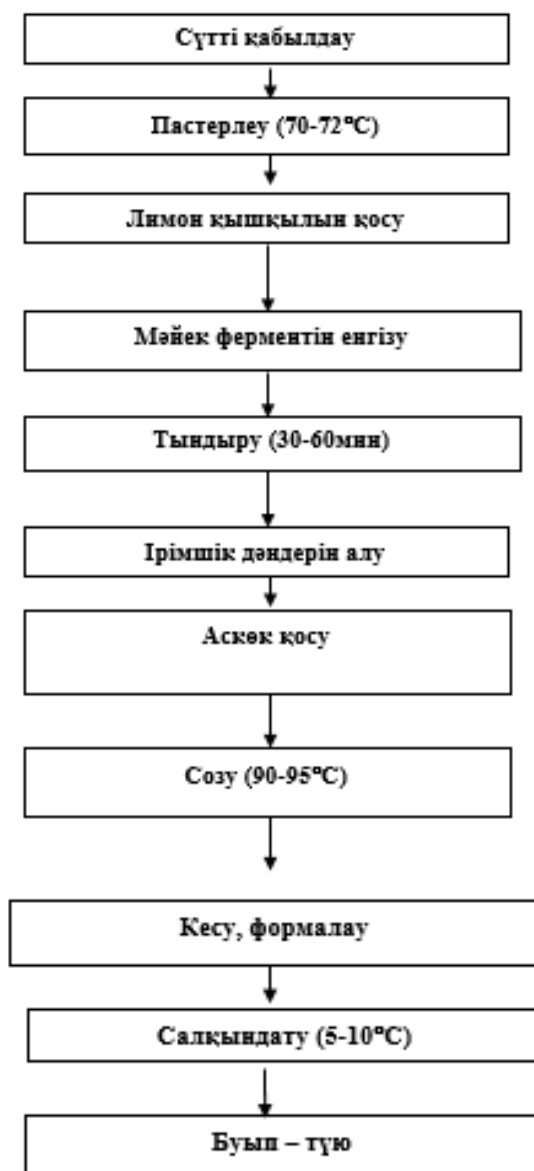 Сүтті қабылдау
Пастерлеу (70-72°С)
Лимон қышқылын қосу
Мәйек ферментін енгізу
Тындыру (30-60мин)
Ірімшік дәндерін алу
Аскөк қосу
Созу (90-95°С)
Кесу, формалау
Салқындату (5-10°С)
Буып – түю